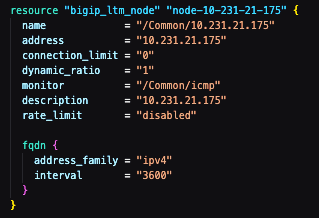 resource "bigip_ltm_node" "node-10-231-21-175" {
  name             = "/Common/10.231.21.175"
  address          = "10.231.21.175"
  connection_limit = "0"
  dynamic_ratio    = "1"
  monitor          = "/Common/icmp"
  description      = "10.231.21.175"
  rate_limit       = "disabled"

  fqdn {
    address_family = "ipv4"
    interval       = "3600"
  }
}